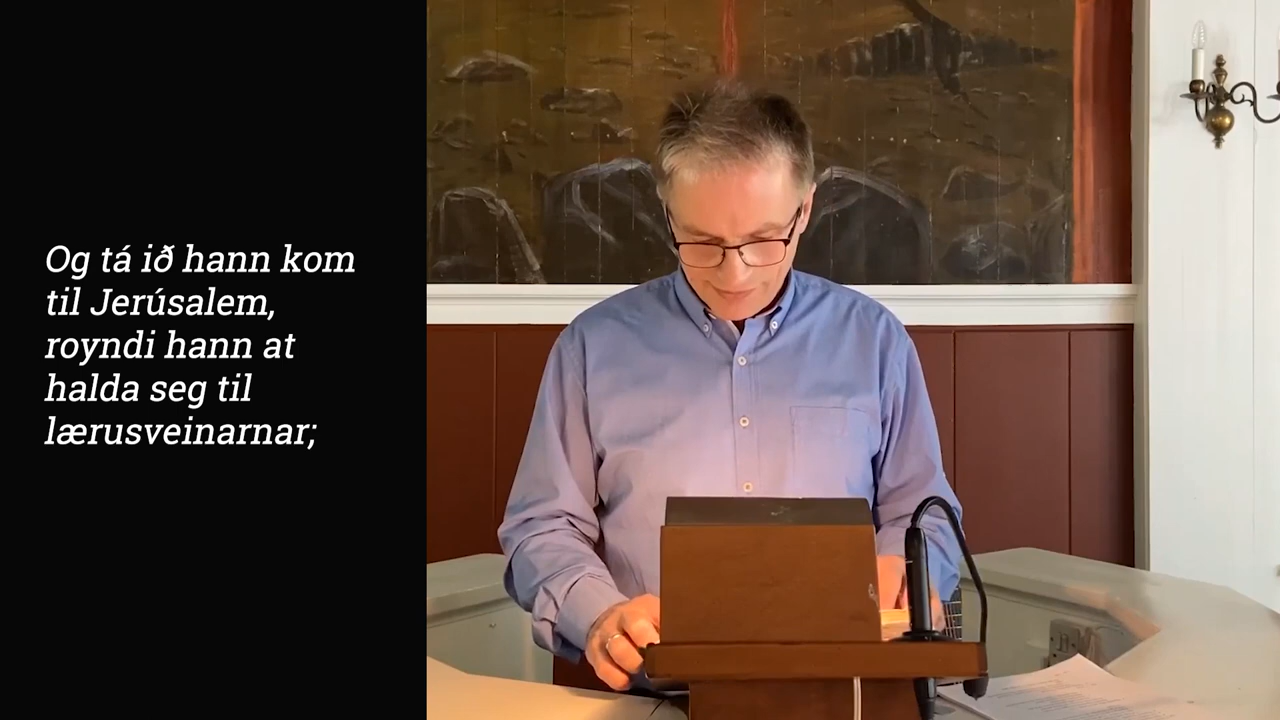 Og tá ið hann kom
til Jerúsalem,
royndi hann at
halda seg til
lærusveinarnar;